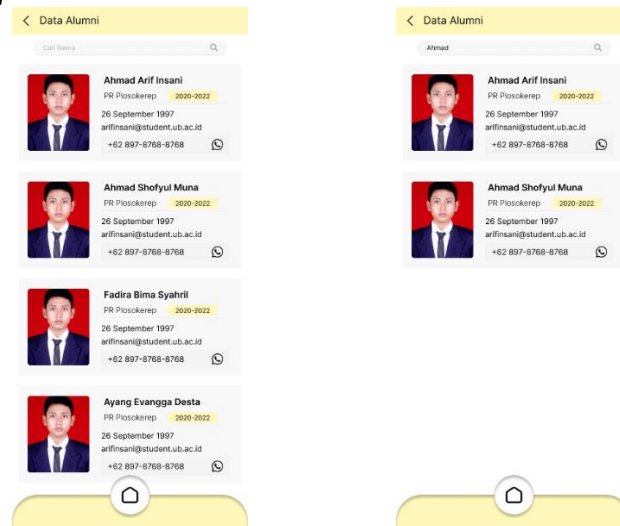 Data Alumni
Cari Nama
Ahmad Arif Insani
PR Plosokerep 2020-2022
26 September 1997
arifinsani@student.ub.ac.id
+62 897-8768-8768
Ahmad Shofyul Muna
PR Plosokerep 2020-2022
26 September 1997
arifinsani@student.ub.ac.id
+62 897-8768-8768
Fadira Bima Syahril
PR Plosokerep 2020-2022
26 September 1997
arifinsani@student.ub.ac.id
+62 897-8768-8768
Ayang Evangga Desta
PR Plosokerep 2020-2022
26 September 1997
arifinsani@student.ub.ac.id
+62 897-8768-8768
Data Alumni
Ahmad
Ahmad Arif Insani
PR Plosokerep 2020-2022
26 September 1997
arifinsani@student.ub.ac.id
+62 897-8768-8768
Ahmad Shofyul Muna
PR Plosokerep 2020-2022
26 September 1997
arifinsani@student.ub.ac.id
+62 897-8768-8768